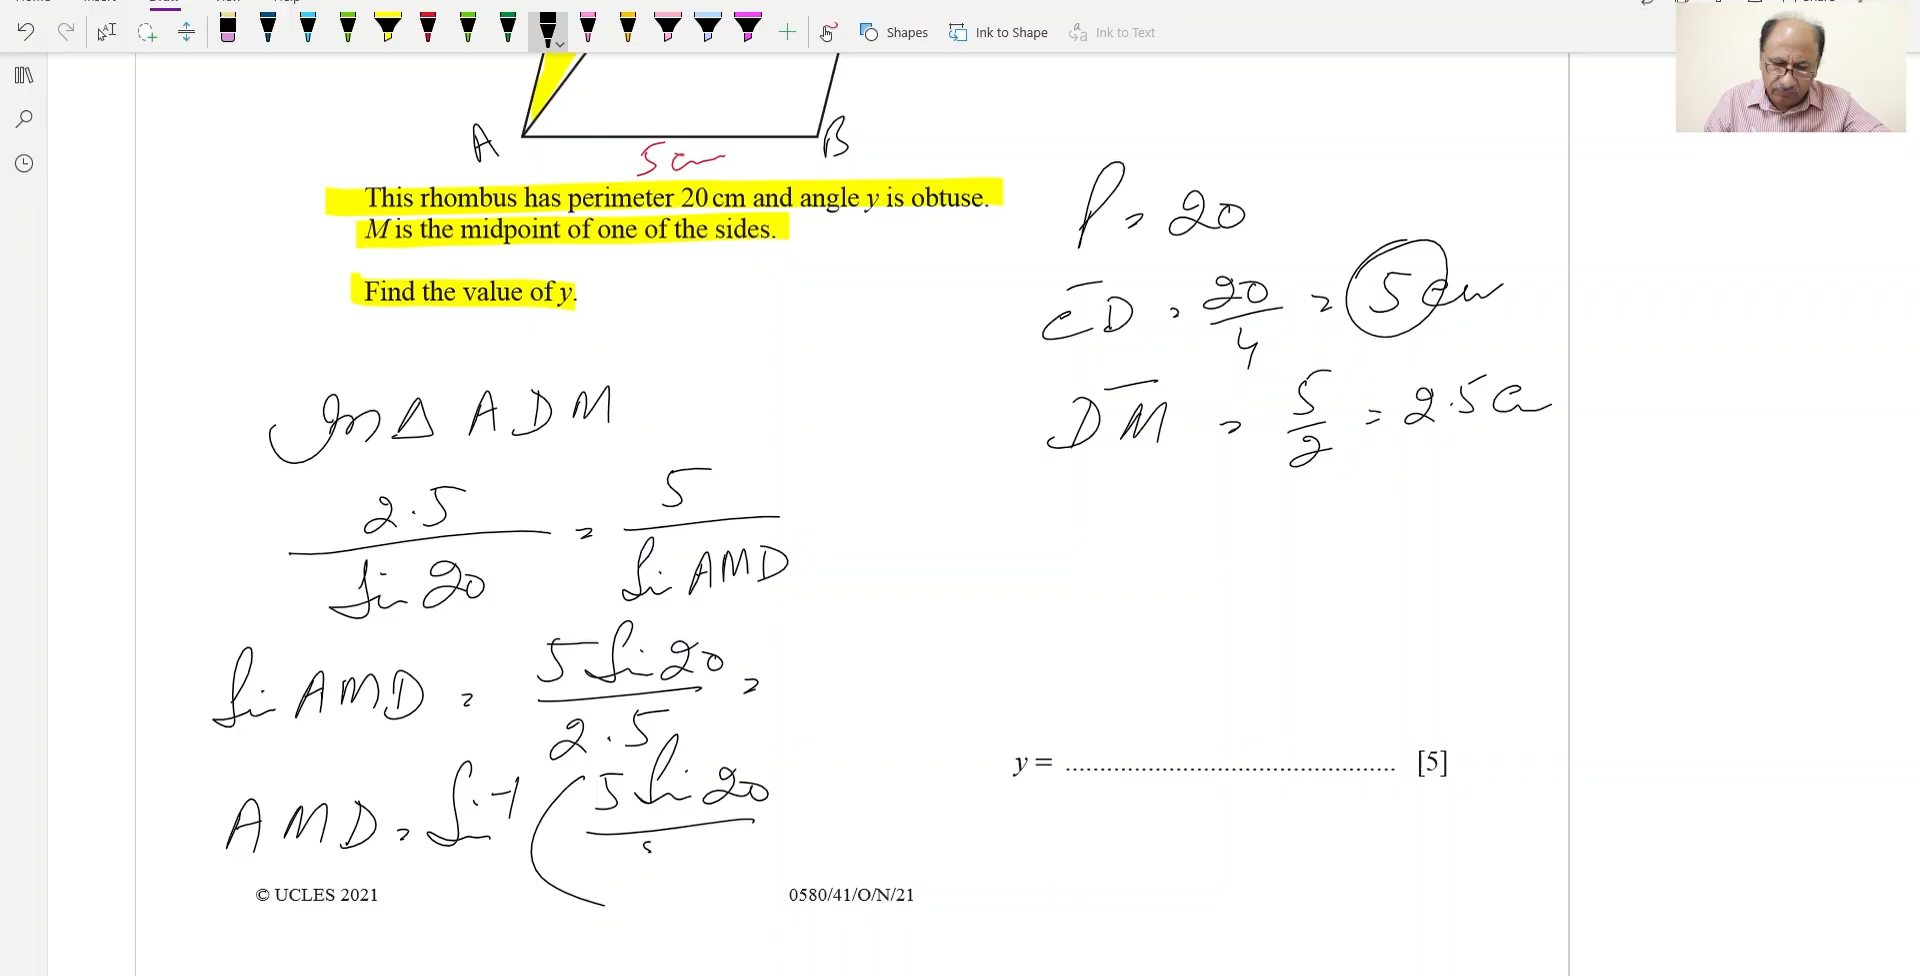 Shapes Ink to Shape Ink to Text
A B
5 cm
This rhombus has perimeter 20 cm and angle y is obtuse.
M is the midpoint of one of the sides.
Find the value of y.
P = 20
CD = 20/4 = 5 cm
DM = 5/2 = 2.5 cm
In Δ ADM
2.5 / Sin 20 = 5 / Sin AMD
Sin AMD = 5 Sin 20 / 2.5 =
AMD = Sin⁻¹ ( 5 Sin 20
y = ................................................ [5]
© UCLES 2021 0580/41/O/N/21